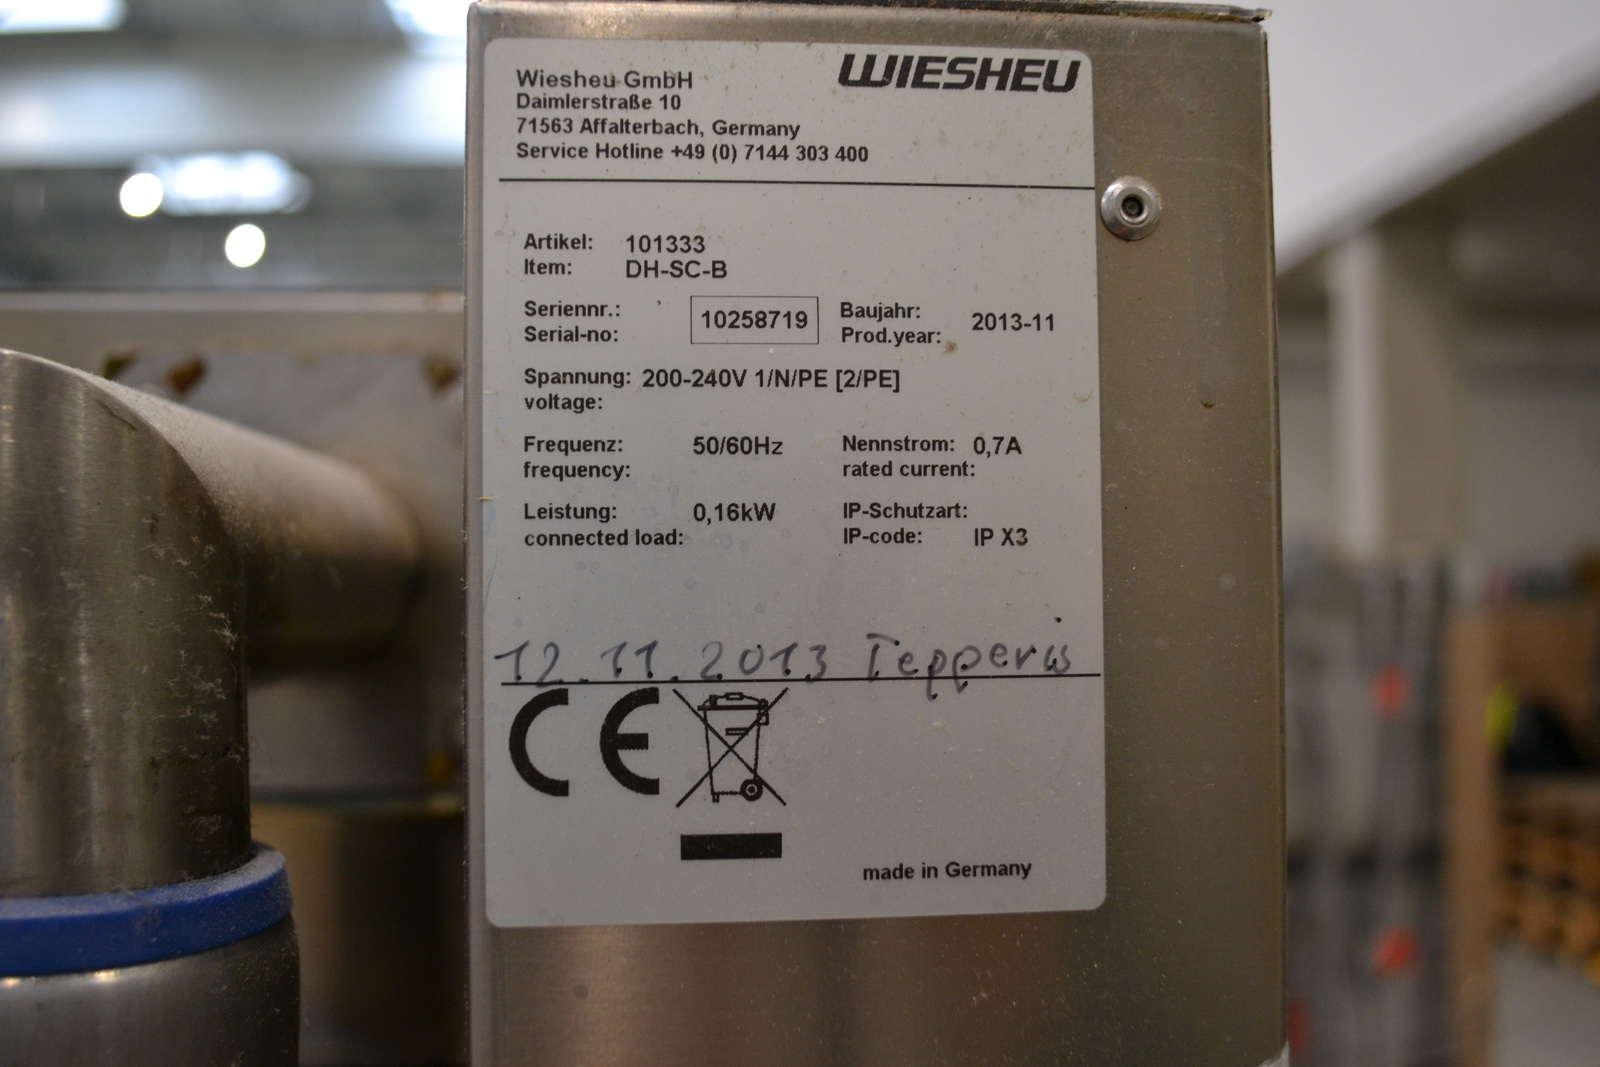 WIESHEU
Wiesheu GmbH
Daimlerstraße 10
71563 Affalterbach, Germany
Service Hotline +49 (0) 7144 303 400
Artikel: 101333
Item: DH-SC-B
Seriennr.:
Serial-no:
10258719
Baujahr:
Prod.year:
2013-11
Spannung: 200-240V 1/N/PE [2/PE]
voltage:
Frequenz: 50/60Hz
frequency:
Nennstrom: 0,7A
rated current:
Leistung: 0,16kW
connected load:
IP-Schutzart:
IP-code: IP X3
12.11.2013
CE
made in Germany